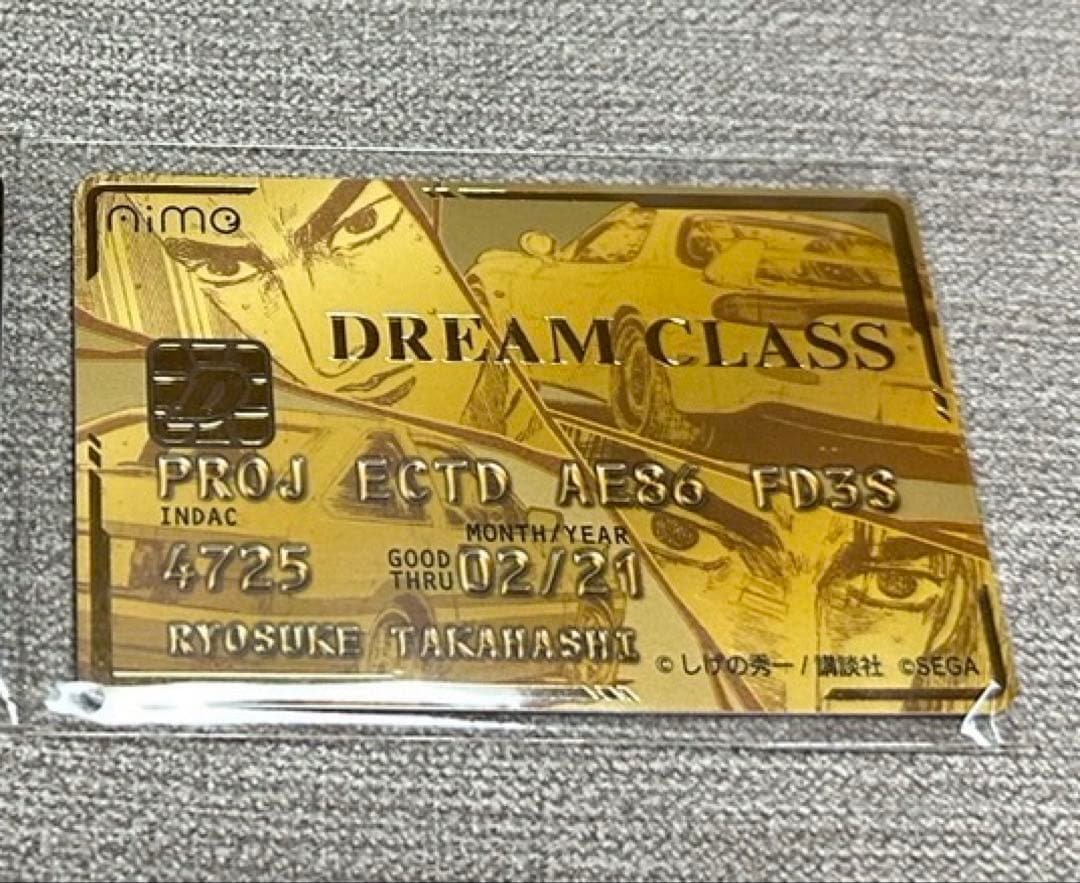 aime
DREAM CLASS
D
PROJ ECTD AE86 FD3S
INDAC
MONTH/YEAR
4725 GOOD THRU 02/21
RYOSUKE TAKAHASHI
© しげの秀一 / 講談社 ©SEGA